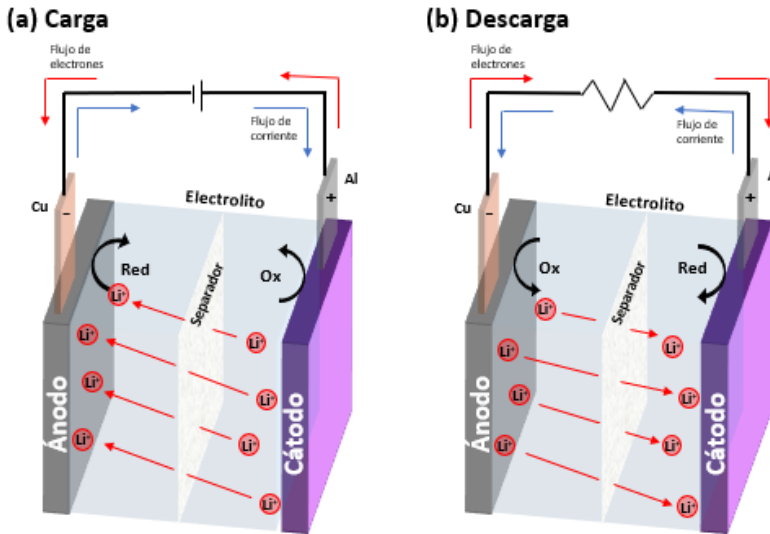 (a) Carga
Flujo de
electrones
Flujo de
corriente
Cu
-
Electrolito
Al
+
Red
Separador
Ox
Li⁺
Li⁺
Li⁺
Li⁺
Li⁺
Li⁺
Li⁺
Li⁺
Ánodo
Cátodo
(b) Descarga
Flujo de
electrones
Flujo de
corriente
Cu
-
Electrolito
+
Ox
Separador
Red
Li⁺
Li⁺
Li⁺
Li⁺
Li⁺
Li⁺
Li⁺
Li⁺
Ánodo
Cátodo